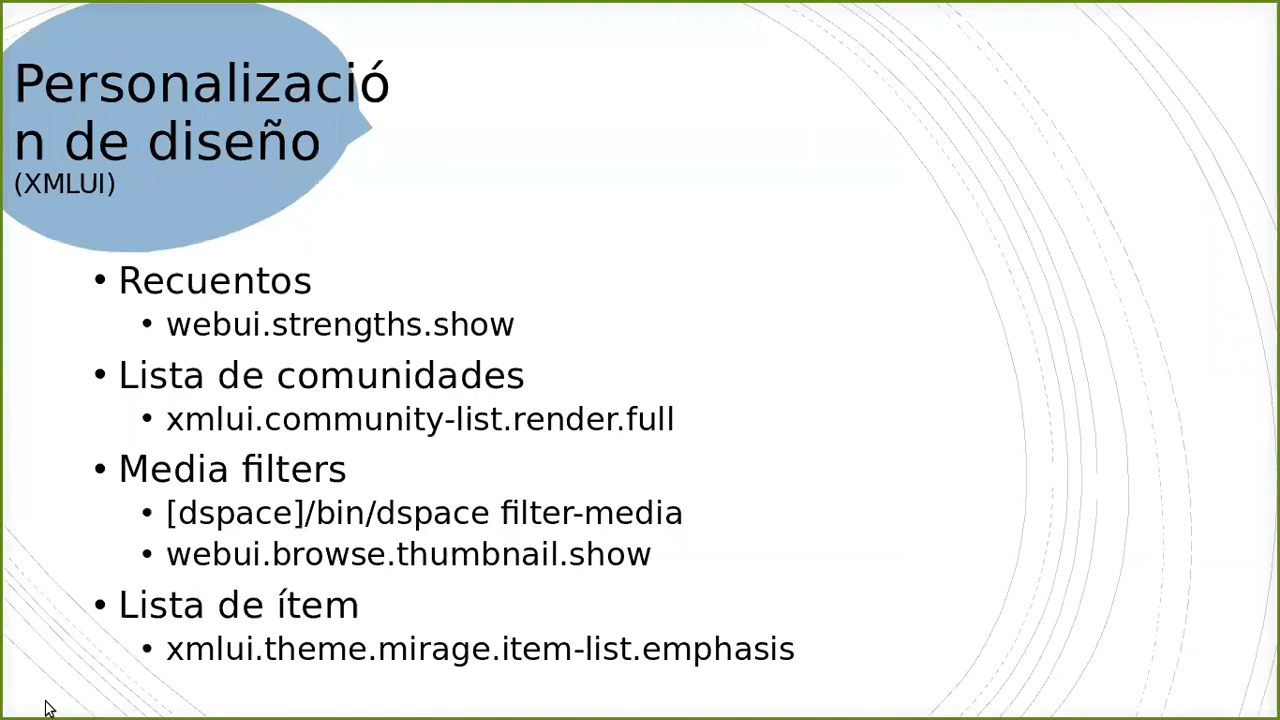 Personalizació
n de diseño
(XMLUI)
• Recuentos
• webui.strengths.show
• Lista de comunidades
• xmlui.community-list.render.full
• Media filters
• [dspace]/bin/dspace filter-media
• webui.browse.thumbnail.show
• Lista de ítem
• xmlui.theme.mirage.item-list.emphasis